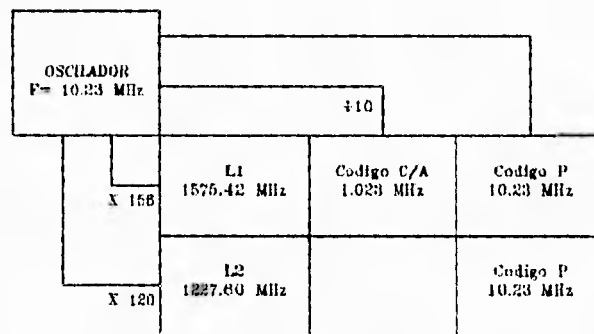 OSCILADOR
F= 10.23 MHz
÷10
L1
1575.42 MHz
Codigo C/A
1.023 MHz
Codigo P
10.23 MHz
X 156
L2
1227.60 MHz
Codigo P
10.23 MHz
X 120